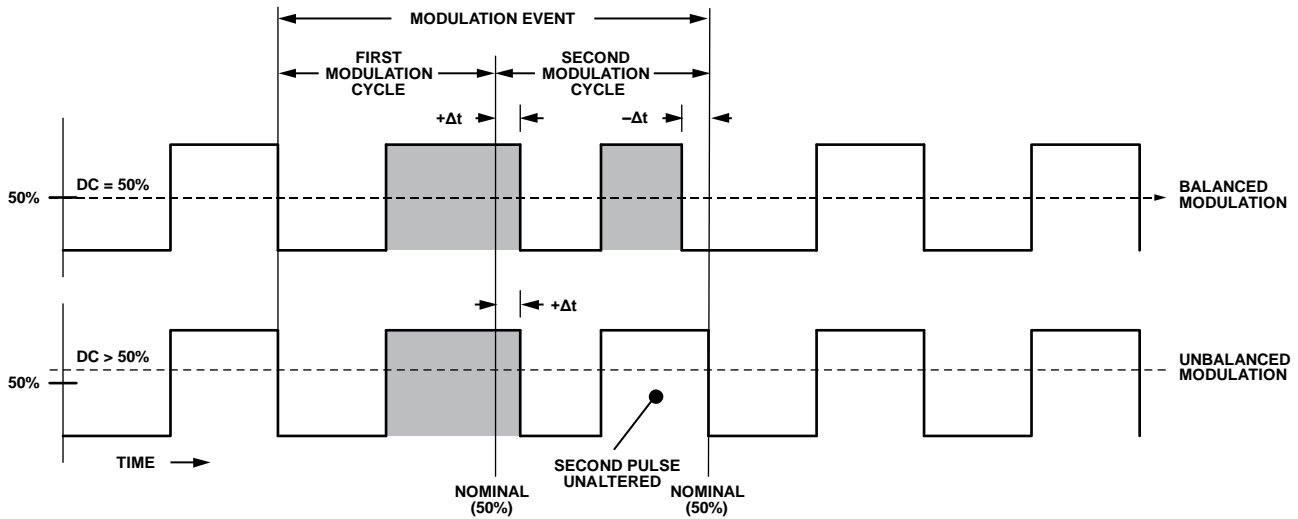 MODULATION EVENT
FIRST
MODULATION
CYCLE
SECOND
MODULATION
CYCLE
+Δt
–Δt
DC = 50%
50%
BALANCED
MODULATION
+Δt
DC > 50%
50%
UNBALANCED
MODULATION
TIME
SECOND PULSE
UNALTERED
NOMINAL
(50%)
NOMINAL
(50%)